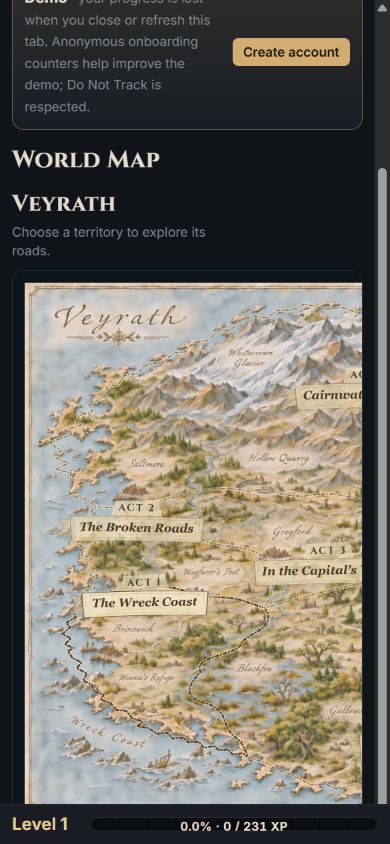 Demo - your progress is lost
when you close or refresh this
tab. Anonymous onboarding
counters help improve the
demo; Do Not Track is
respected.
Create account
World Map
Veyrath
Choose a territory to explore its
roads.
Veyrath
Whitecrown
Glacier
Saltmere
Hollow Quarry
ACT 2
The Broken Roads
Greyford
ACT 3
In the Capital's
Wayfarer's Post
ACT 1
The Wreck Coast
Brinewick
Winnie's Refuge
Blackfen
Wreck Coast
Level 1
0.0% · 0 / 231 XP